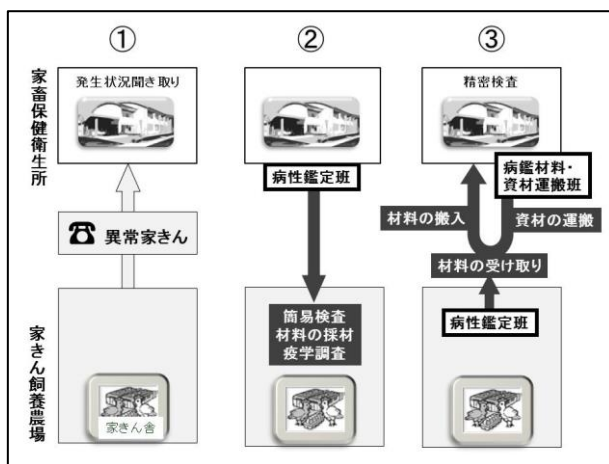 ①
②
③
家畜保健衛生所
発生状況聞き取り
精密検査
病性鑑定班
病鑑材料・
資材運搬班
☎ 異常家きん
材料の搬入
資材の運搬
材料の受け取り
家きん飼養農場
簡易検査
材料の採材
疫学調査
病性鑑定班
家きん舎